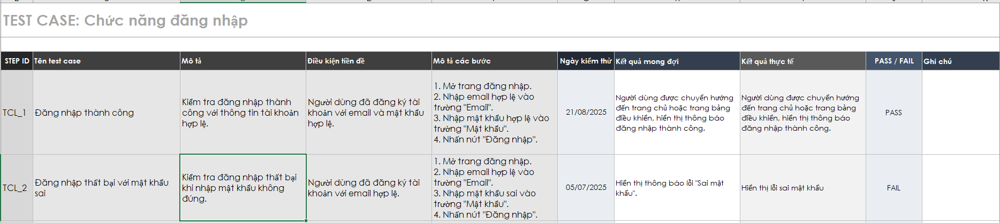 TEST CASE: Chức năng đăng nhập
STEP ID Tên test case Mô tả Điều kiện tiền đề Mô tả các bước Ngày kiểm thử Kết quả mong đợi Kết quả thực tế PASS / FAIL Ghi chú
TCL_1
Đăng nhập thành công
Kiểm tra đăng nhập thành
công với thông tin tài khoản
hợp lệ.
Người dùng đã đăng ký tài
khoản với email và mật khẩu
hợp lệ.
1. Mở trang đăng nhập.
2. Nhập email hợp lệ vào
trường "Email".
3. Nhập mật khẩu hợp lệ vào
trường "Mật khẩu".
4. Nhấn nút "Đăng nhập".
21/08/2025
Người dùng được chuyển hướng
đến trang chủ hoặc trang bảng
điều khiển, hiển thị thông báo
đăng nhập thành công.
Người dùng được chuyển hướng
đến trang chủ hoặc trang bảng
điều khiển, hiển thị thông báo
đăng nhập thành công.
PASS
TCL_2
Đăng nhập thất bại với mật khẩu
sai
Kiểm tra đăng nhập thất bại
khi nhập mật khẩu không
đúng.
Người dùng đã đăng ký tài
khoản với email hợp lệ.
1. Mở trang đăng nhập.
2. Nhập email hợp lệ vào
trường "Email".
3. Nhập mật khẩu sai vào
trường "Mật khẩu".
4. Nhấn nút "Đăng nhập".
05/07/2025
Hiển thị thông báo lỗi "Sai mật
khẩu".
Hiển thị lỗi sai mật khẩu
FAIL